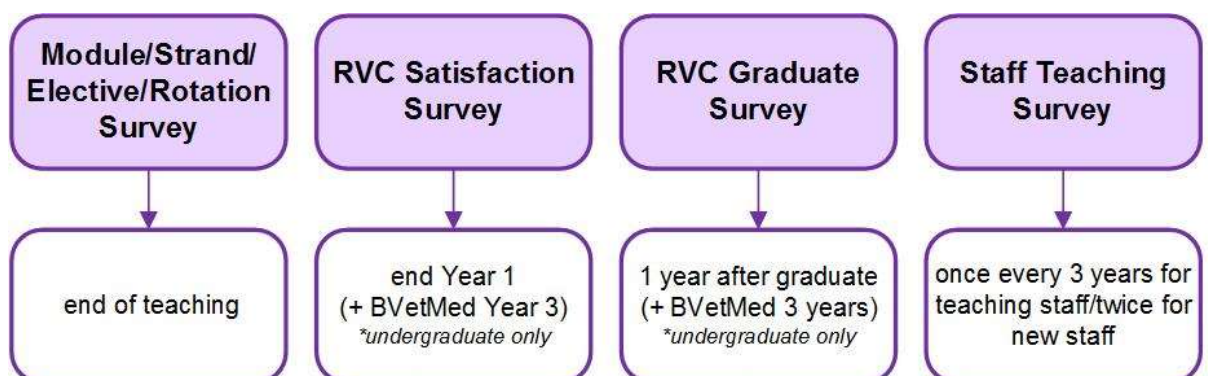 Module/Strand/
Elective/Rotation
Survey
RVC Satisfaction
Survey
RVC Graduate
Survey
Staff Teaching
Survey
end of teaching
end Year 1
(+ BVetMed Year 3)
*undergraduate only
1 year after graduate
(+ BVetMed 3 years)
*undergraduate only
once every 3 years for
teaching staff/twice for
new staff